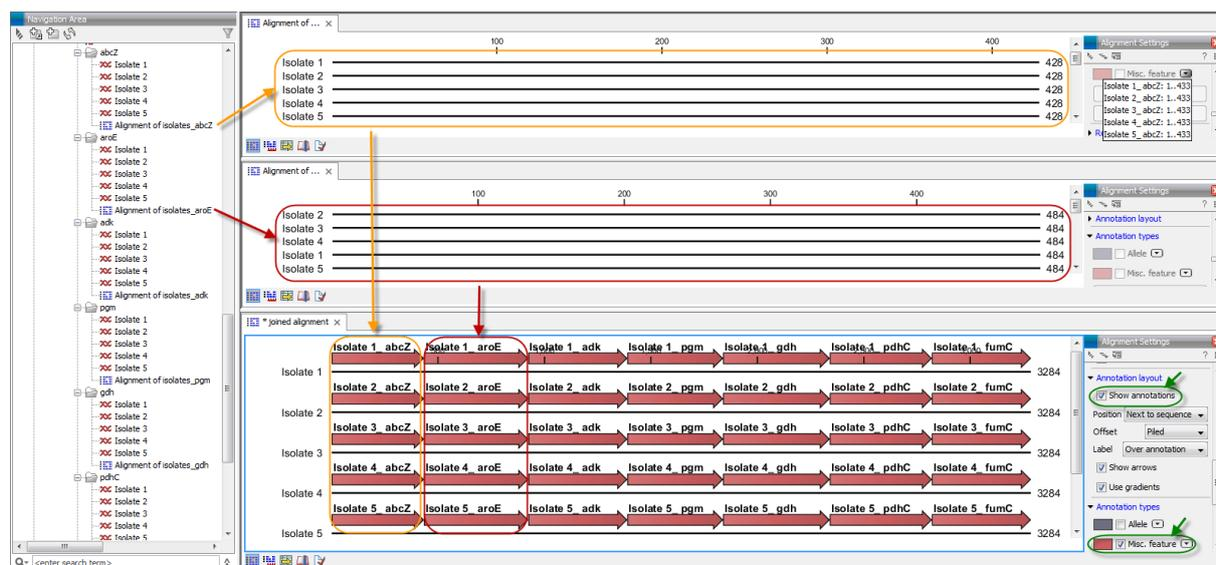 Navigation Area
abcZ
Isolate 1
Isolate 2
Isolate 3
Isolate 4
Isolate 5
Alignment of isolates_abcZ
aroE
Isolate 1
Isolate 2
Isolate 3
Isolate 4
Isolate 5
Alignment of isolates_aroE
adk
Isolate 1
Isolate 2
Isolate 3
Isolate 4
Isolate 5
Alignment of isolates_adk
pgm
Isolate 1
Isolate 2
Isolate 3
Isolate 4
Isolate 5
Alignment of isolates_pgm
gdh
Isolate 1
Isolate 2
Isolate 3
Isolate 4
Isolate 5
Alignment of isolates_gdh
pdhC
Isolate 1
Isolate 2
Isolate 3
Isolate 4
Isolate 5
<enter search term>
Alignment of ...
100 200 300 400
Isolate 1 428
Isolate 2 428
Isolate 3 428
Isolate 4 428
Isolate 5 428
Alignment Settings
Misc. feature
Isolate 1_ abcZ: 1..433
Isolate 2_ abcZ: 1..433
Isolate 3_ abcZ: 1..433
Isolate 4_ abcZ: 1..433
Isolate 5_ abcZ: 1..433
Alignment of ...
100 200 300 400
Isolate 2 484
Isolate 3 484
Isolate 4 484
Isolate 1 484
Isolate 5 484
Alignment Settings
Annotation layout
Annotation types
Allele
Misc. feature
* joined alignment
Isolate 1_ abcZ Isolate 1_ aroE Isolate 1_ adk Isolate 1_ pgm Isolate 1_ gdh Isolate 1_ pdhC Isolate 1_ fumC
Isolate 1 3284
Isolate 2_ abcZ Isolate 2_ aroE Isolate 2_ adk Isolate 2_ pgm Isolate 2_ gdh Isolate 2_ pdhC Isolate 2_ fumC
Isolate 2 3284
Isolate 3_ abcZ Isolate 3_ aroE Isolate 3_ adk Isolate 3_ pgm Isolate 3_ gdh Isolate 3_ pdhC Isolate 3_ fumC
Isolate 3 3284
Isolate 4_ abcZ Isolate 4_ aroE Isolate 4_ adk Isolate 4_ pgm Isolate 4_ gdh Isolate 4_ pdhC Isolate 4_ fumC
Isolate 4 3284
Isolate 5_ abcZ Isolate 5_ aroE Isolate 5_ adk Isolate 5_ pgm Isolate 5_ gdh Isolate 5_ pdhC Isolate 5_ fumC
Isolate 5 3284
Alignment Settings
Annotation layout
Show annotations
Position Next to sequence
Offset Piled
Label Over annotation
Show arrows
Use gradients
Annotation types
Allele
Misc. feature